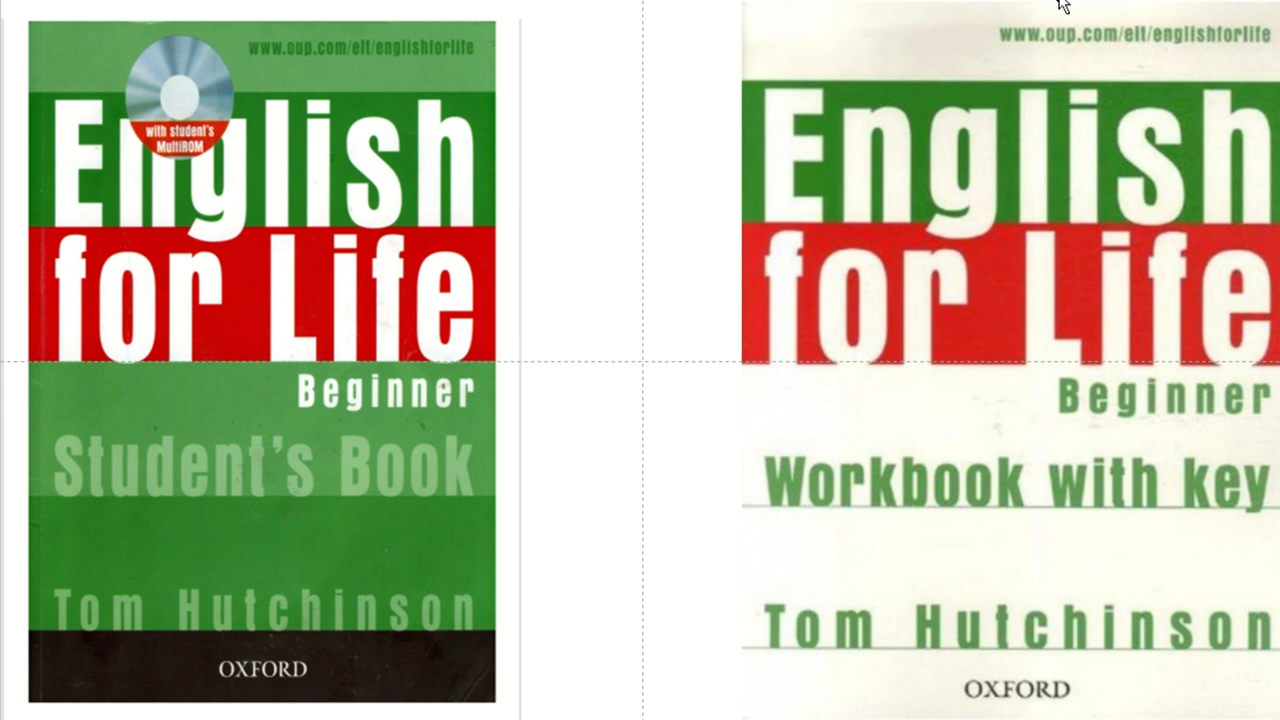 www.oup.com/elt/englishforlife
with student's
MultiROM
English
for Life
Beginner
Student's Book
Tom Hutchinson
OXFORD
www.oup.com/elt/englishforlife
English
for Life
Beginner
Workbook with key
Tom Hutchinson
OXFORD